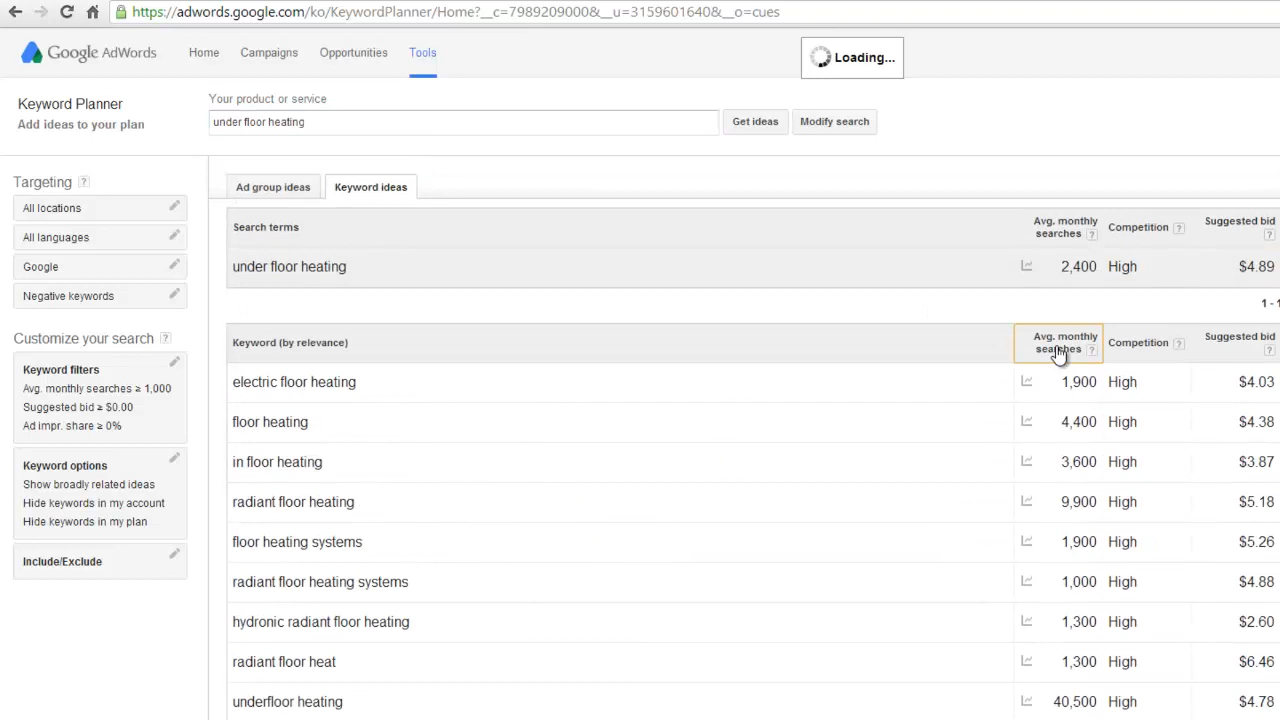 https://adwords.google.com/ko/KeywordPlanner/Home?__c=7989209000&__u=3159601640&__o=cues
Google AdWords Home Campaigns Opportunities Tools
Loading...
Keyword Planner
Add ideas to your plan
Your product or service
under floor heating Get ideas Modify search
Targeting ?
All locations
All languages
Google
Negative keywords
Customize your search ?
Keyword filters
Avg. monthly searches ≥ 1,000
Suggested bid ≥ $0.00
Ad impr. share ≥ 0%
Keyword options
Show broadly related ideas
Hide keywords in my account
Hide keywords in my plan
Include/Exclude
Ad group ideas Keyword ideas
Search terms Avg. monthly searches ? Competition ? Suggested bid ?
under floor heating 2,400 High $4.89
1 - 1
Keyword (by relevance) Avg. monthly searches ? Competition ? Suggested bid ?
electric floor heating 1,900 High $4.03
floor heating 4,400 High $4.38
in floor heating 3,600 High $3.87
radiant floor heating 9,900 High $5.18
floor heating systems 1,900 High $5.26
radiant floor heating systems 1,000 High $4.88
hydronic radiant floor heating 1,300 High $2.60
radiant floor heat 1,300 High $6.46
underfloor heating 40,500 High $4.78